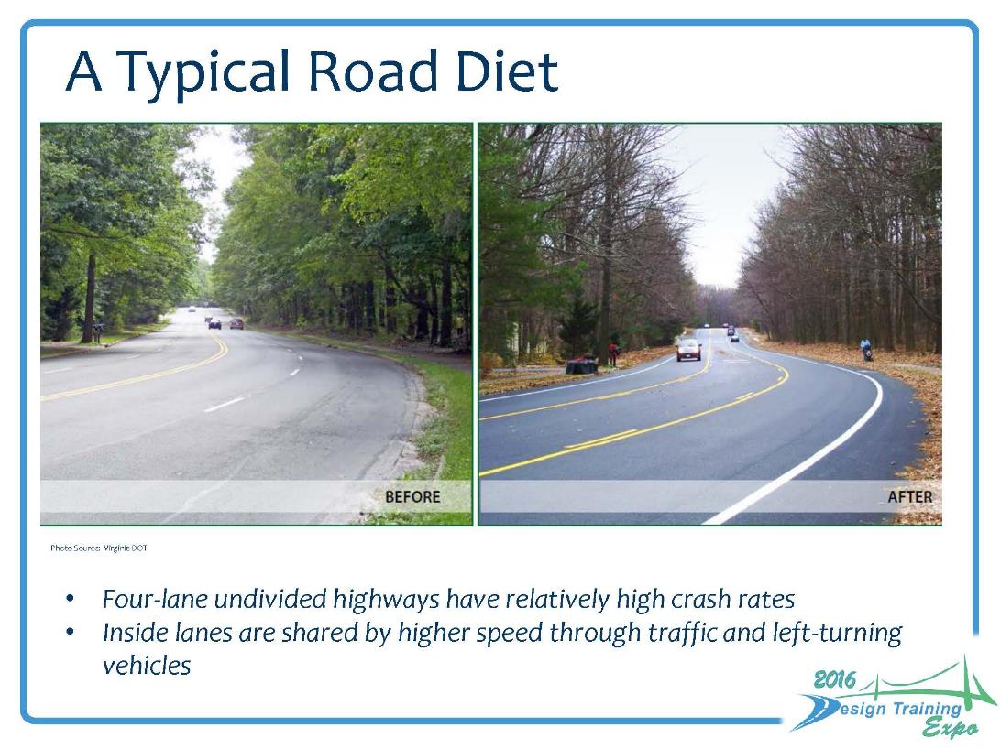 A Typical Road Diet
BEFORE
AFTER
Photo Source: Virginia DOT
• Four-lane undivided highways have relatively high crash rates
• Inside lanes are shared by higher speed through traffic and left-turning
vehicles
2016
Design Training
Expo